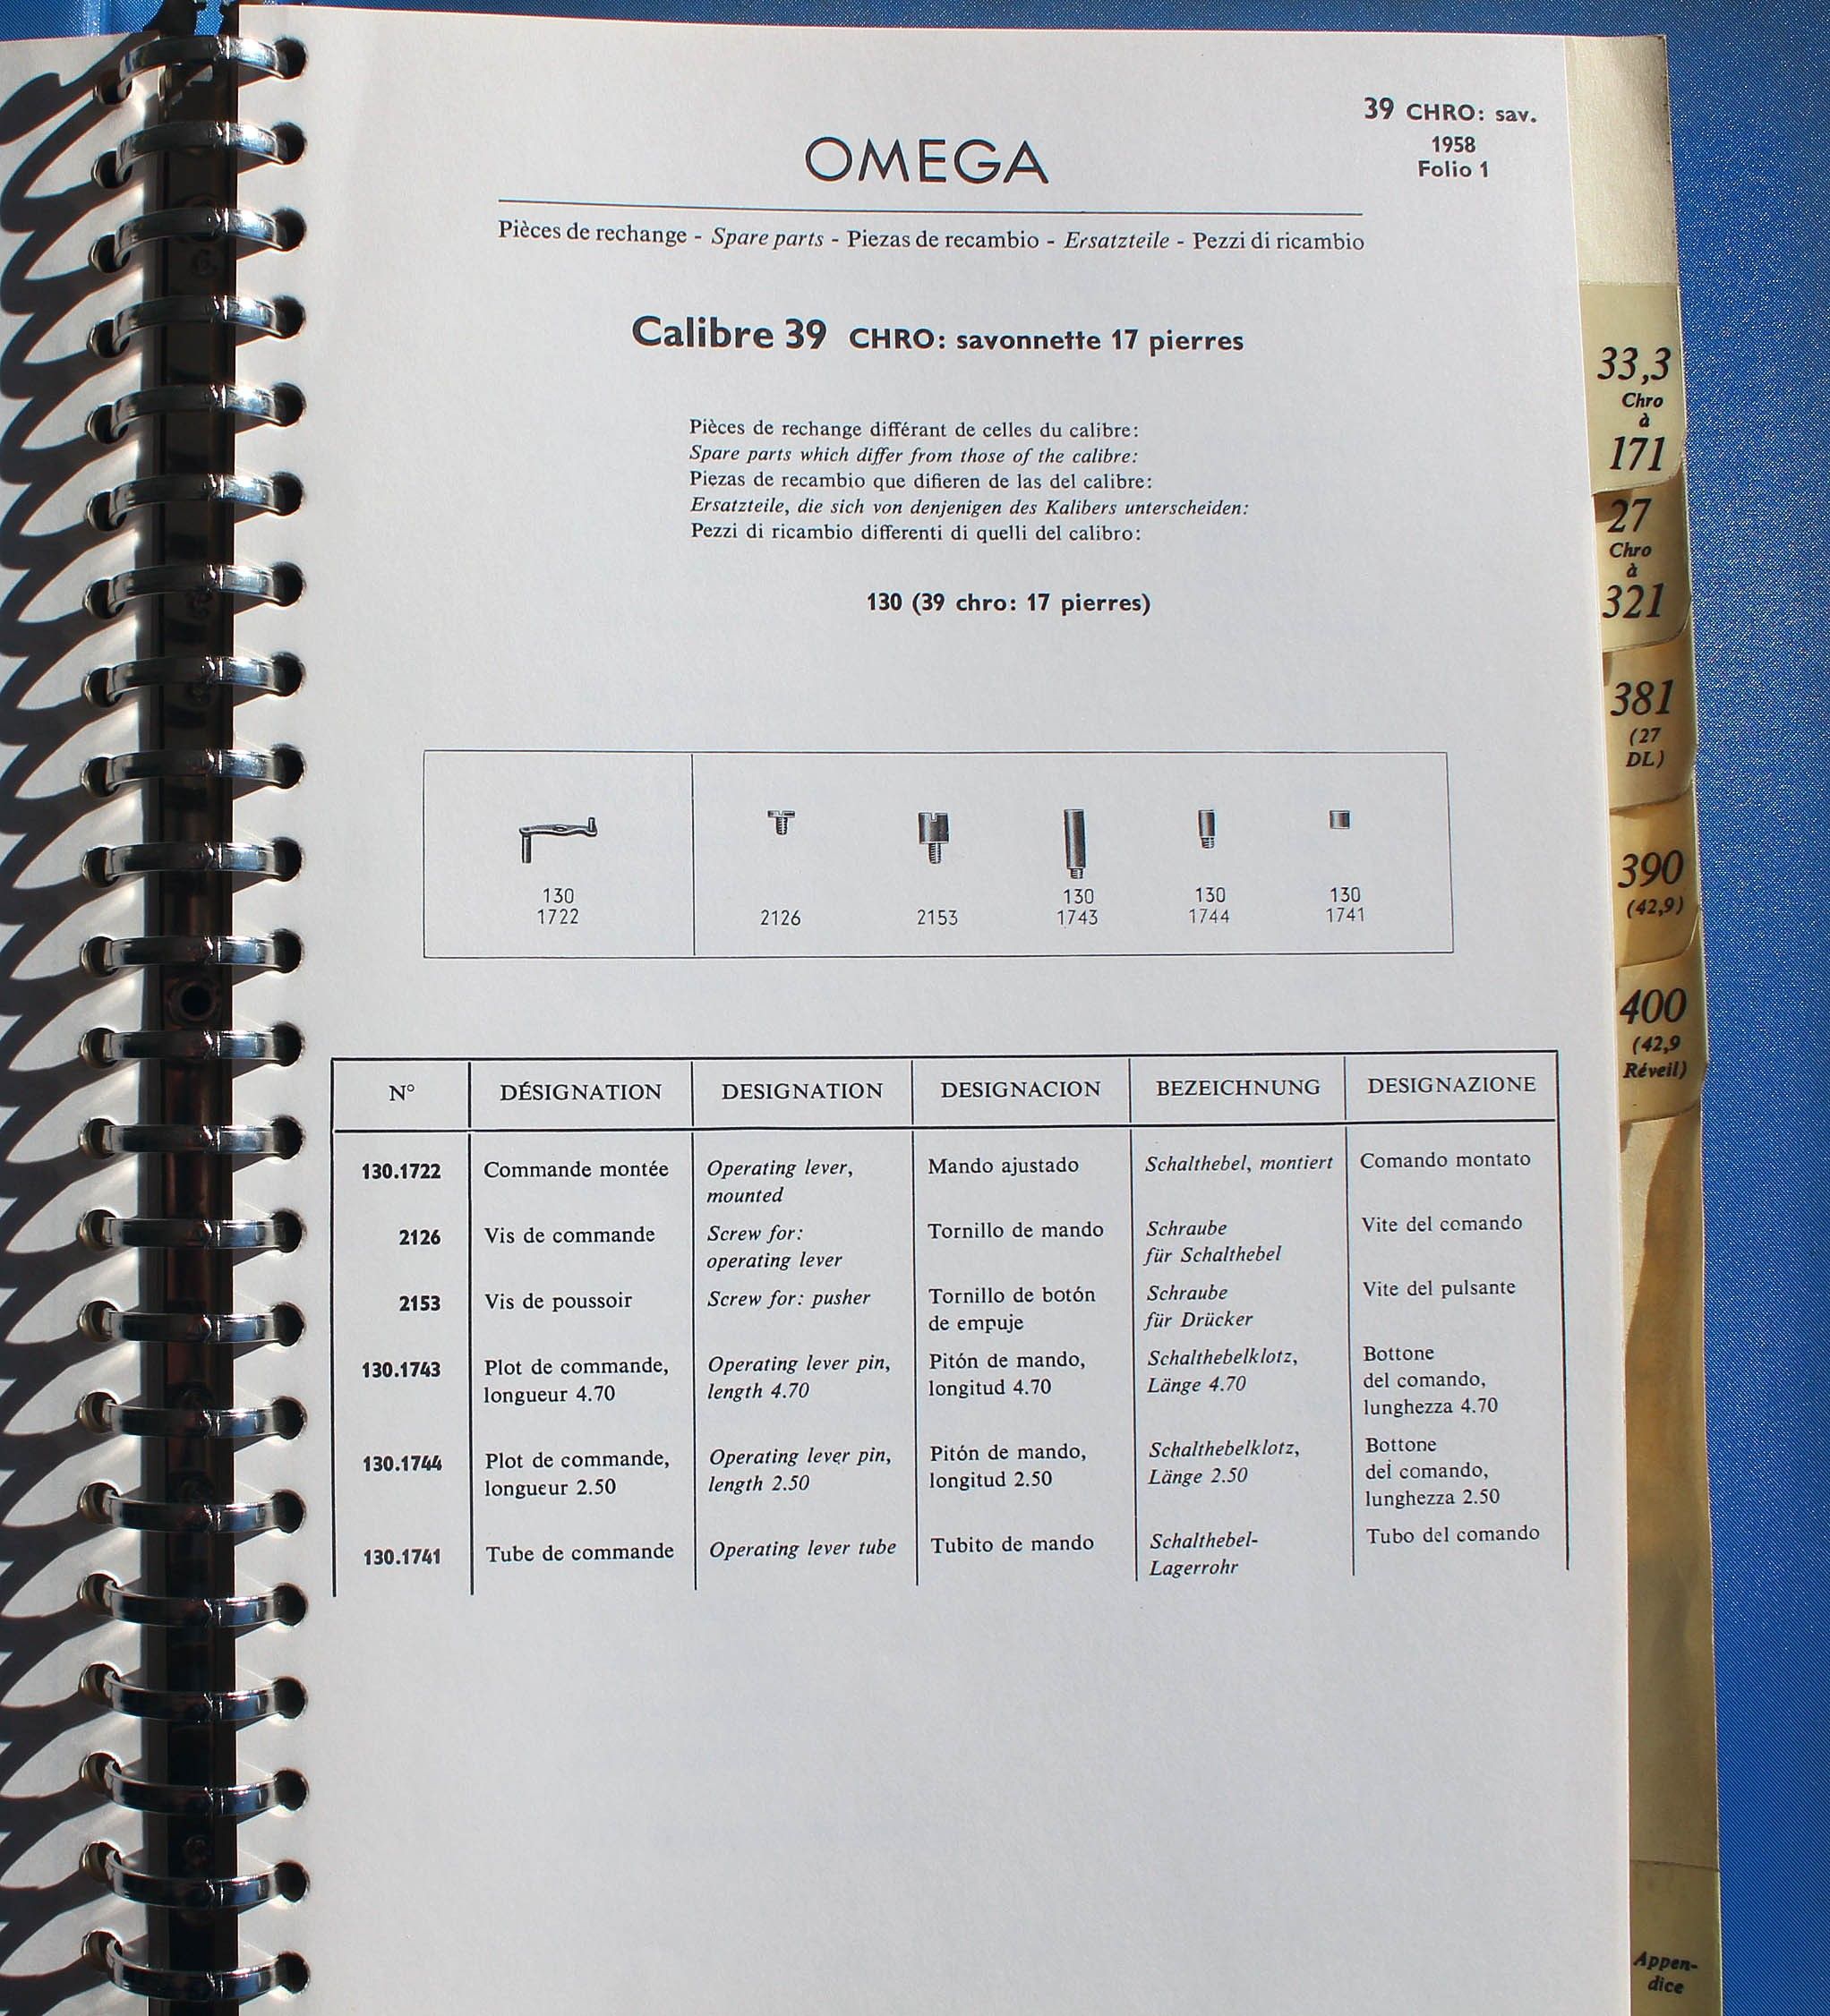 39 CHRO: sav.
1958
Folio 1
OMEGA
Pièces de rechange - Spare parts - Piezas de recambio - Ersatzteile - Pezzi di ricambio
Calibre 39 CHRO: savonnette 17 pierres
Pièces de rechange différant de celles du calibre:
Spare parts which differ from those of the calibre:
Piezas de recambio que difieren de las del calibre:
Ersatzteile, die sich von denjenigen des Kalibers unterscheiden:
Pezzi di ricambio differenti di quelli del calibro:
130 (39 chro: 17 pierres)
130 130 130 130
1722 2126 2153 1743 1744 1741
N° DÉSIGNATION DESIGNATION DESIGNACION BEZEICHNUNG DESIGNAZIONE
130.1722 Commande montée Operating lever, Mando ajustado Schalthebel, montiert Comando montato
mounted
2126 Vis de commande Screw for: Tornillo de mando Schraube Vite del comando
operating lever für Schalthebel
2153 Vis de poussoir Screw for: pusher Tornillo de botón Schraube Vite del pulsante
de empuje für Drücker
130.1743 Plot de commande, Operating lever pin, Pitón de mando, Schalthebelklotz, Bottone
longueur 4.70 length 4.70 longitud 4.70 Länge 4.70 del comando,
lunghezza 4.70
130.1744 Plot de commande, Operating lever pin, Pitón de mando, Schalthebelklotz, Bottone
longueur 2.50 length 2.50 longitud 2.50 Länge 2.50 del comando,
lunghezza 2.50
130.1741 Tube de commande Operating lever tube Tubito de mando Schalthebel- Tubo del comando
Lagerrohr
33,3
Chro
à
171
27
Chro
à
321
381
(27
DL)
390
(42,9)
400
(42,9
Réveil)
Appen-
dice